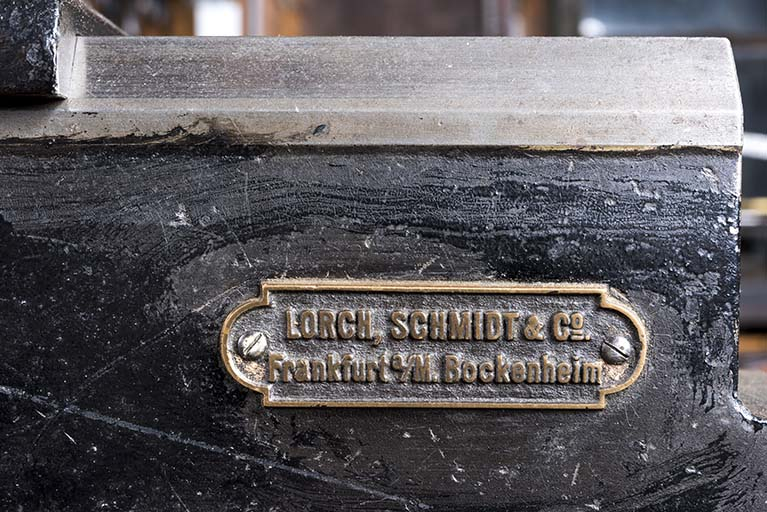 LORCH, SCHMIDT & Co.
Frankfurt a/M. Bockenheim